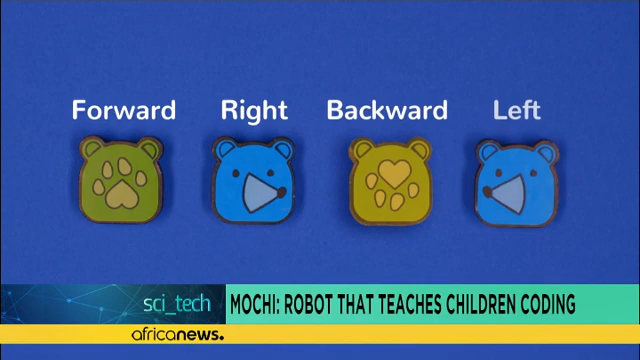 Forward Right Backward Left
sci_tech
MOCHI: ROBOT THAT TEACHES CHILDREN CODING
africanews.